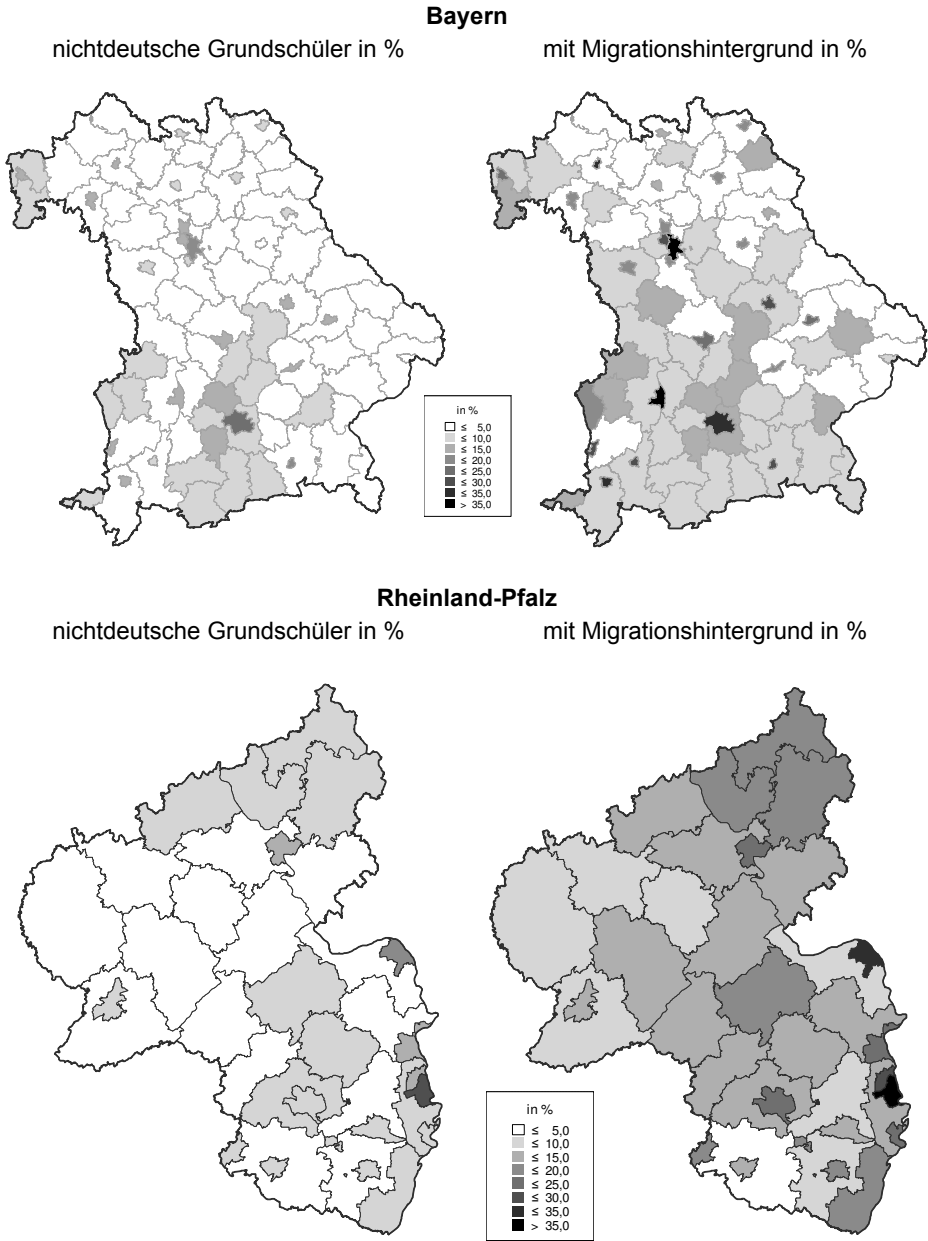 Bayern
nichtdeutsche Grundschüler in %
mit Migrationshintergrund in %
in %
≤ 5,0
≤ 10,0
≤ 15,0
≤ 20,0
≤ 25,0
≤ 30,0
≤ 35,0
> 35,0
Rheinland-Pfalz
nichtdeutsche Grundschüler in %
mit Migrationshintergrund in %
in %
≤ 5,0
≤ 10,0
≤ 15,0
≤ 20,0
≤ 25,0
≤ 30,0
≤ 35,0
> 35,0